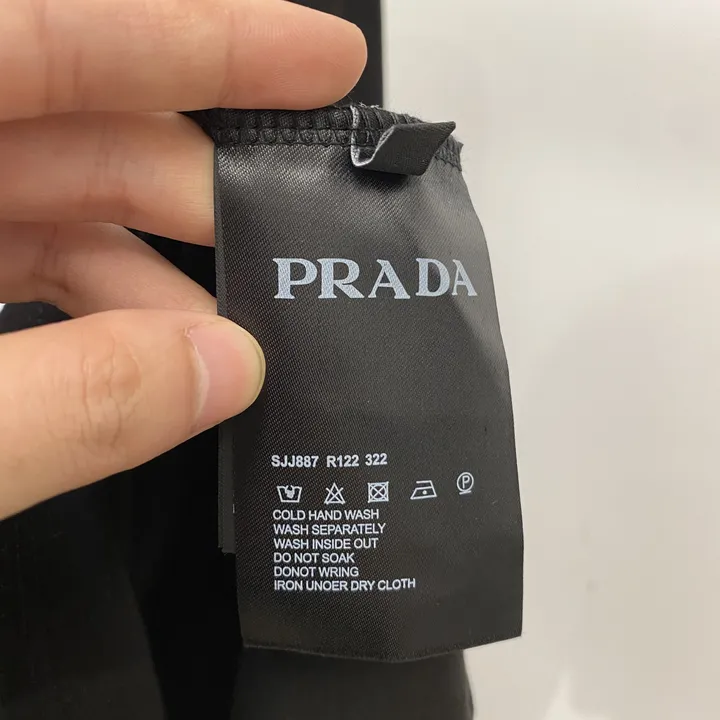 PRADA
SJJ887 R122 322
P
COLD HAND WASH
WASH SEPARATELY
WASH INSIDE OUT
DO NOT SOAK
DONOT WRING
IRON UNOER DRY CLOTH